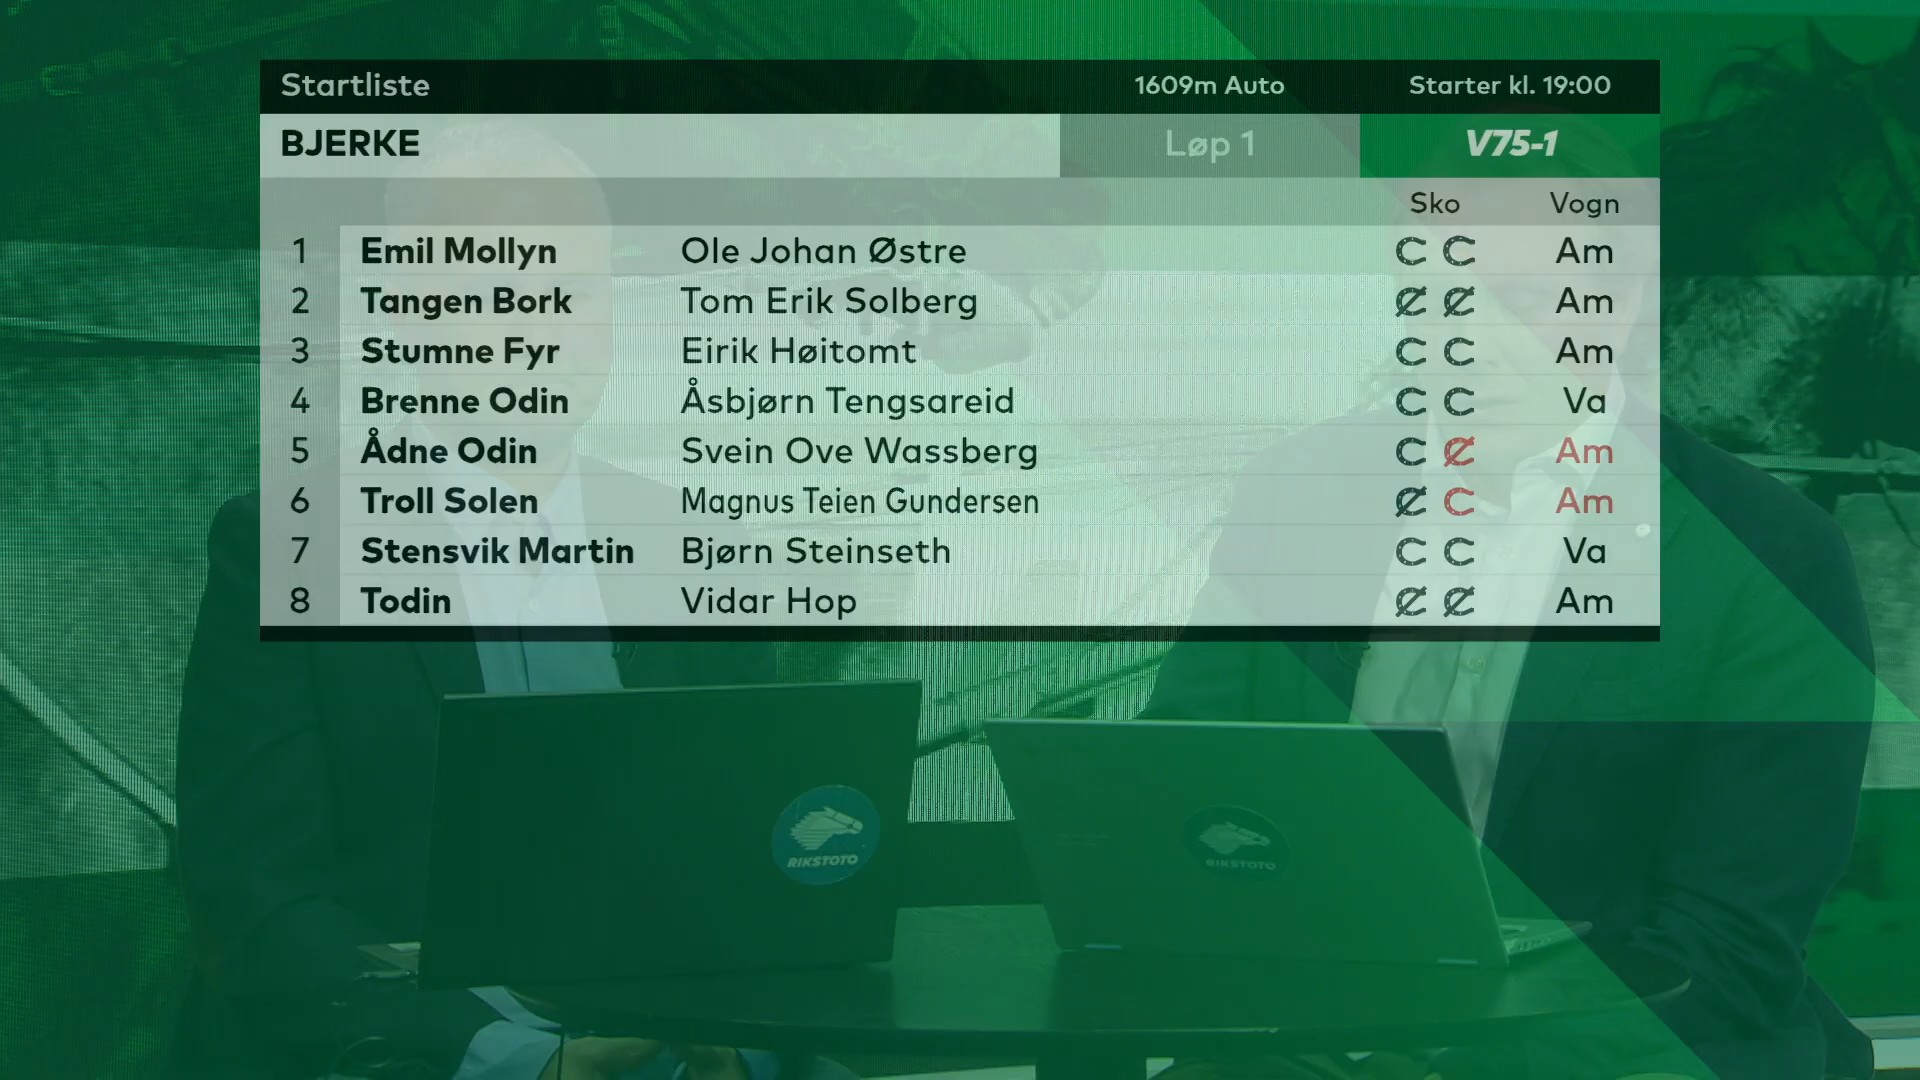 Startliste 1609m Auto Starter kl. 19:00
BJERKE Løp 1 V75-1
Sko Vogn
1 Emil Mollyn Ole Johan Østre Am
2 Tangen Bork Tom Erik Solberg Am
3 Stumne Fyr Eirik Høitomt Am
4 Brenne Odin Åsbjørn Tengsareid Va
5 Ådne Odin Svein Ove Wassberg Am
6 Troll Solen Magnus Teien Gundersen Am
7 Stensvik Martin Bjørn Steinseth Va
8 Todin Vidar Hop Am
RIKSTOTO
RIKSTOTO